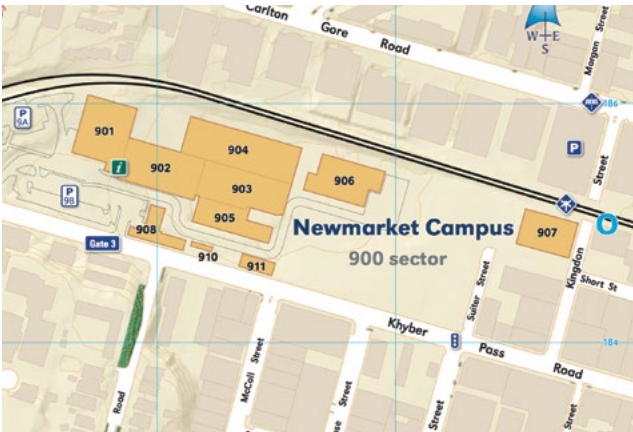 Carlton
Gore
Road
Morgan
Street
W E
S
186
P
9A
901
902
904
903
905
906
i
P
9B
908
910
911
Gate 3
Newmarket Campus
900 sector
907
P
Street
Kingdon
Short St
Suiter
Street
Khyber
Pass
Road
184
McColl
Street
Street
Street
Street
Road